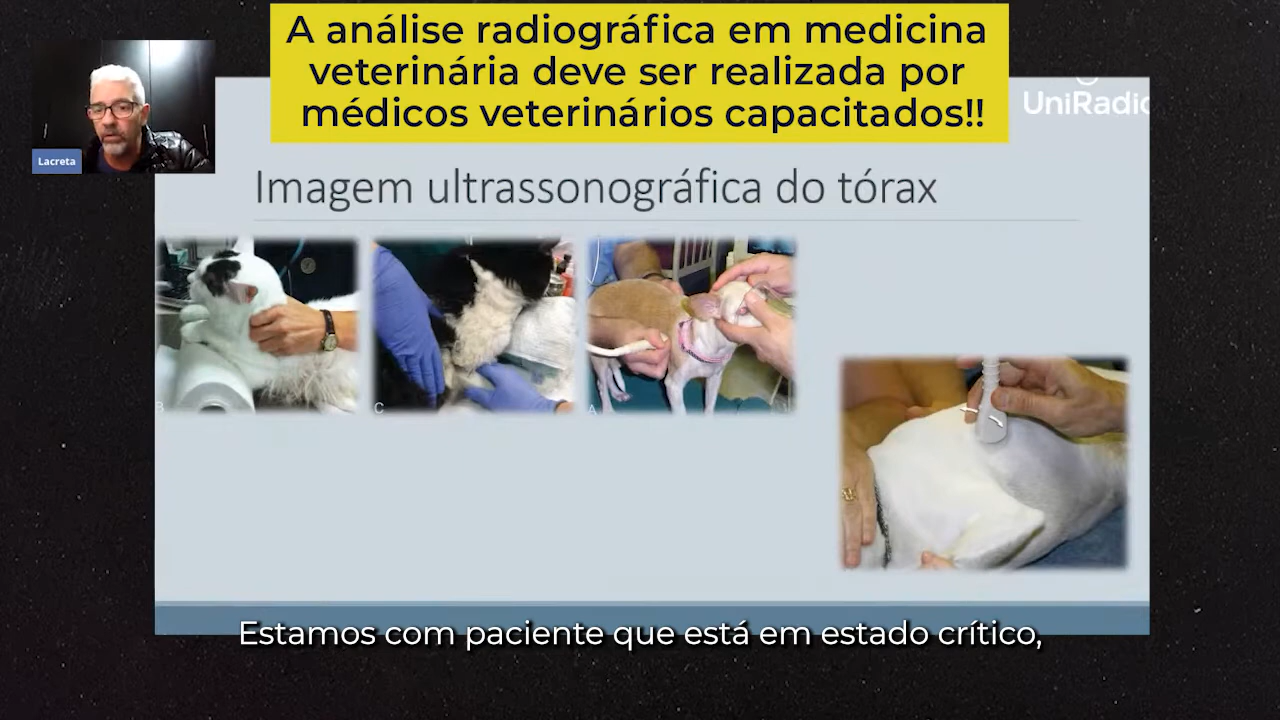 A análise radiográfica em medicina
veterinária deve ser realizada por
médicos veterinários capacitados!!
Lacreta
Imagem ultrassonográfica do tórax
B
C
A
Estamos com paciente que está em estado crítico,